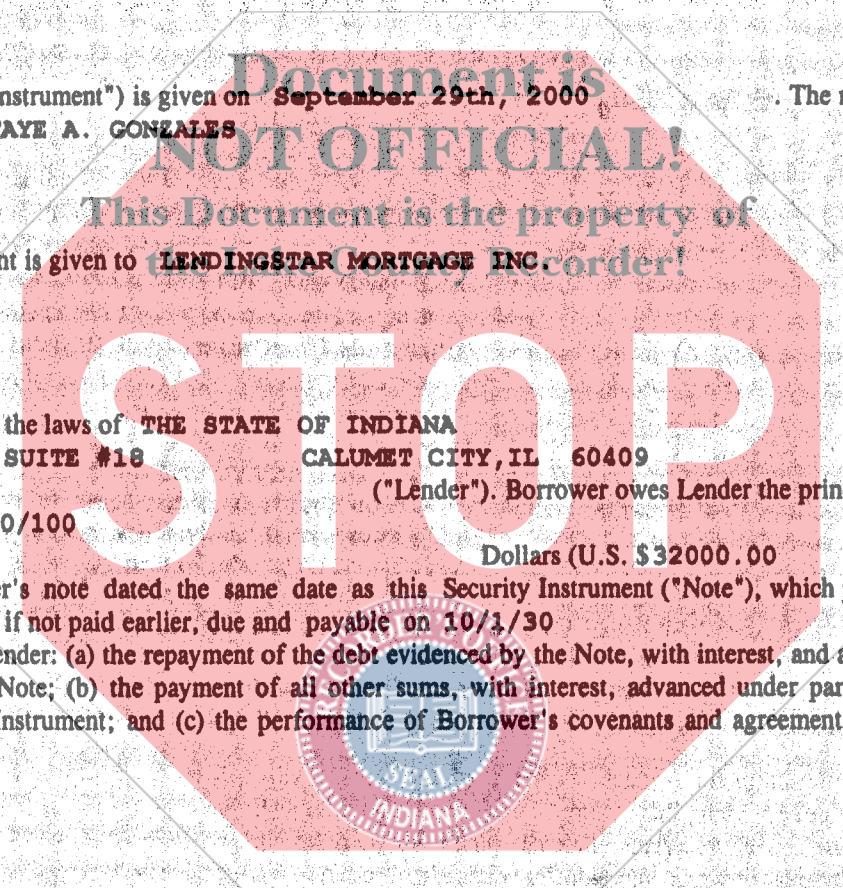 Document is
nstrument") is given on September 29th, 2000 . The
AYE A. GONZALES
NOT OFFICIAL!
This Document is the property of
nt is given to LENDINGSTAR MORTGAGE INC.
the Lake County Recorder!
STOP
the laws of THE STATE OF INDIANA
SUITE #18 CALUMET CITY, IL 60409
("Lender"). Borrower owes Lender the prin
0/100
Dollars (U.S. $32000.00
er's note dated the same date as this Security Instrument ("Note"), which
if not paid earlier, due and payable on 10/1/30
ender: (a) the repayment of the debt evidenced by the Note, with interest, and a
Note; (b) the payment of all other sums, with interest, advanced under par
nstrument; and (c) the performance of Borrower's covenants and agreement
SEAL
INDIANA